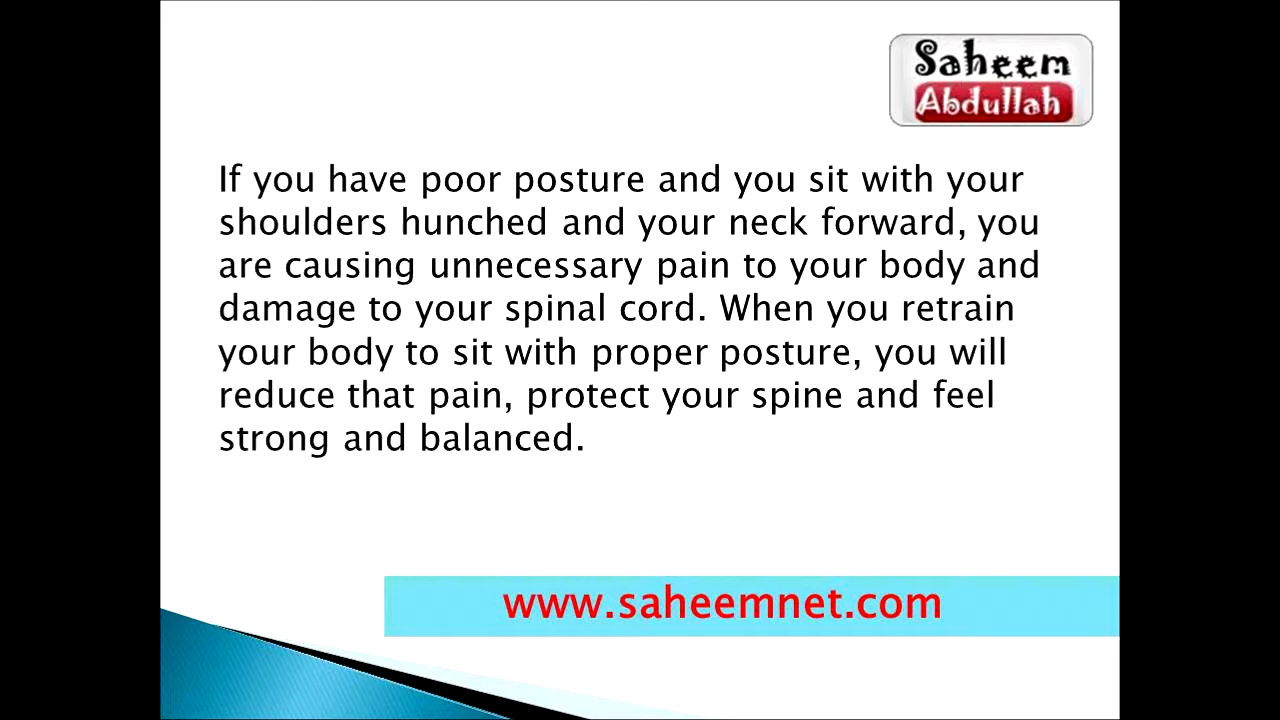 Saheem
Abdullah
If you have poor posture and you sit with your
shoulders hunched and your neck forward, you
are causing unnecessary pain to your body and
damage to your spinal cord. When you retrain
your body to sit with proper posture, you will
reduce that pain, protect your spine and feel
strong and balanced.
www.saheemnet.com